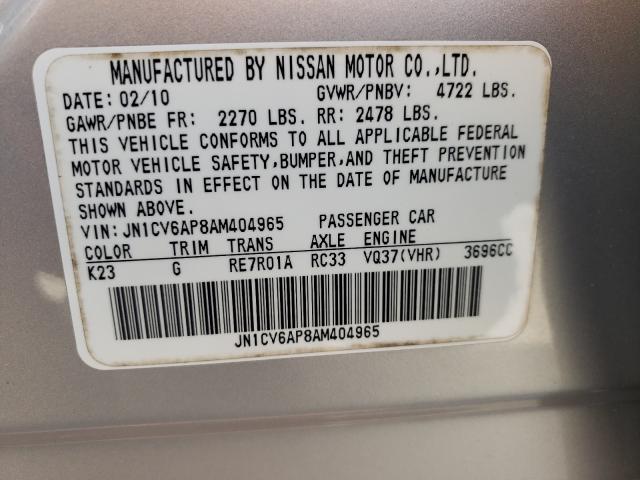 MANUFACTURED BY NISSAN MOTOR CO.,LTD.
DATE: 02/10 GVWR/PNBV: 4722 LBS.
GAWR/PNBE FR: 2270 LBS. RR: 2478 LBS.
THIS VEHICLE CONFORMS TO ALL APPLICABLE FEDERAL
MOTOR VEHICLE SAFETY,BUMPER,AND THEFT PREVENTION
STANDARDS IN EFFECT ON THE DATE OF MANUFACTURE
SHOWN ABOVE.
VIN:JN1CV6AP8AM404965 PASSENGER CAR
COLOR TRIM TRANS AXLE ENGINE
K23 G RE7R01A RC33 VQ37(VHR) 3696CC
JN1CV6AP8AM404965